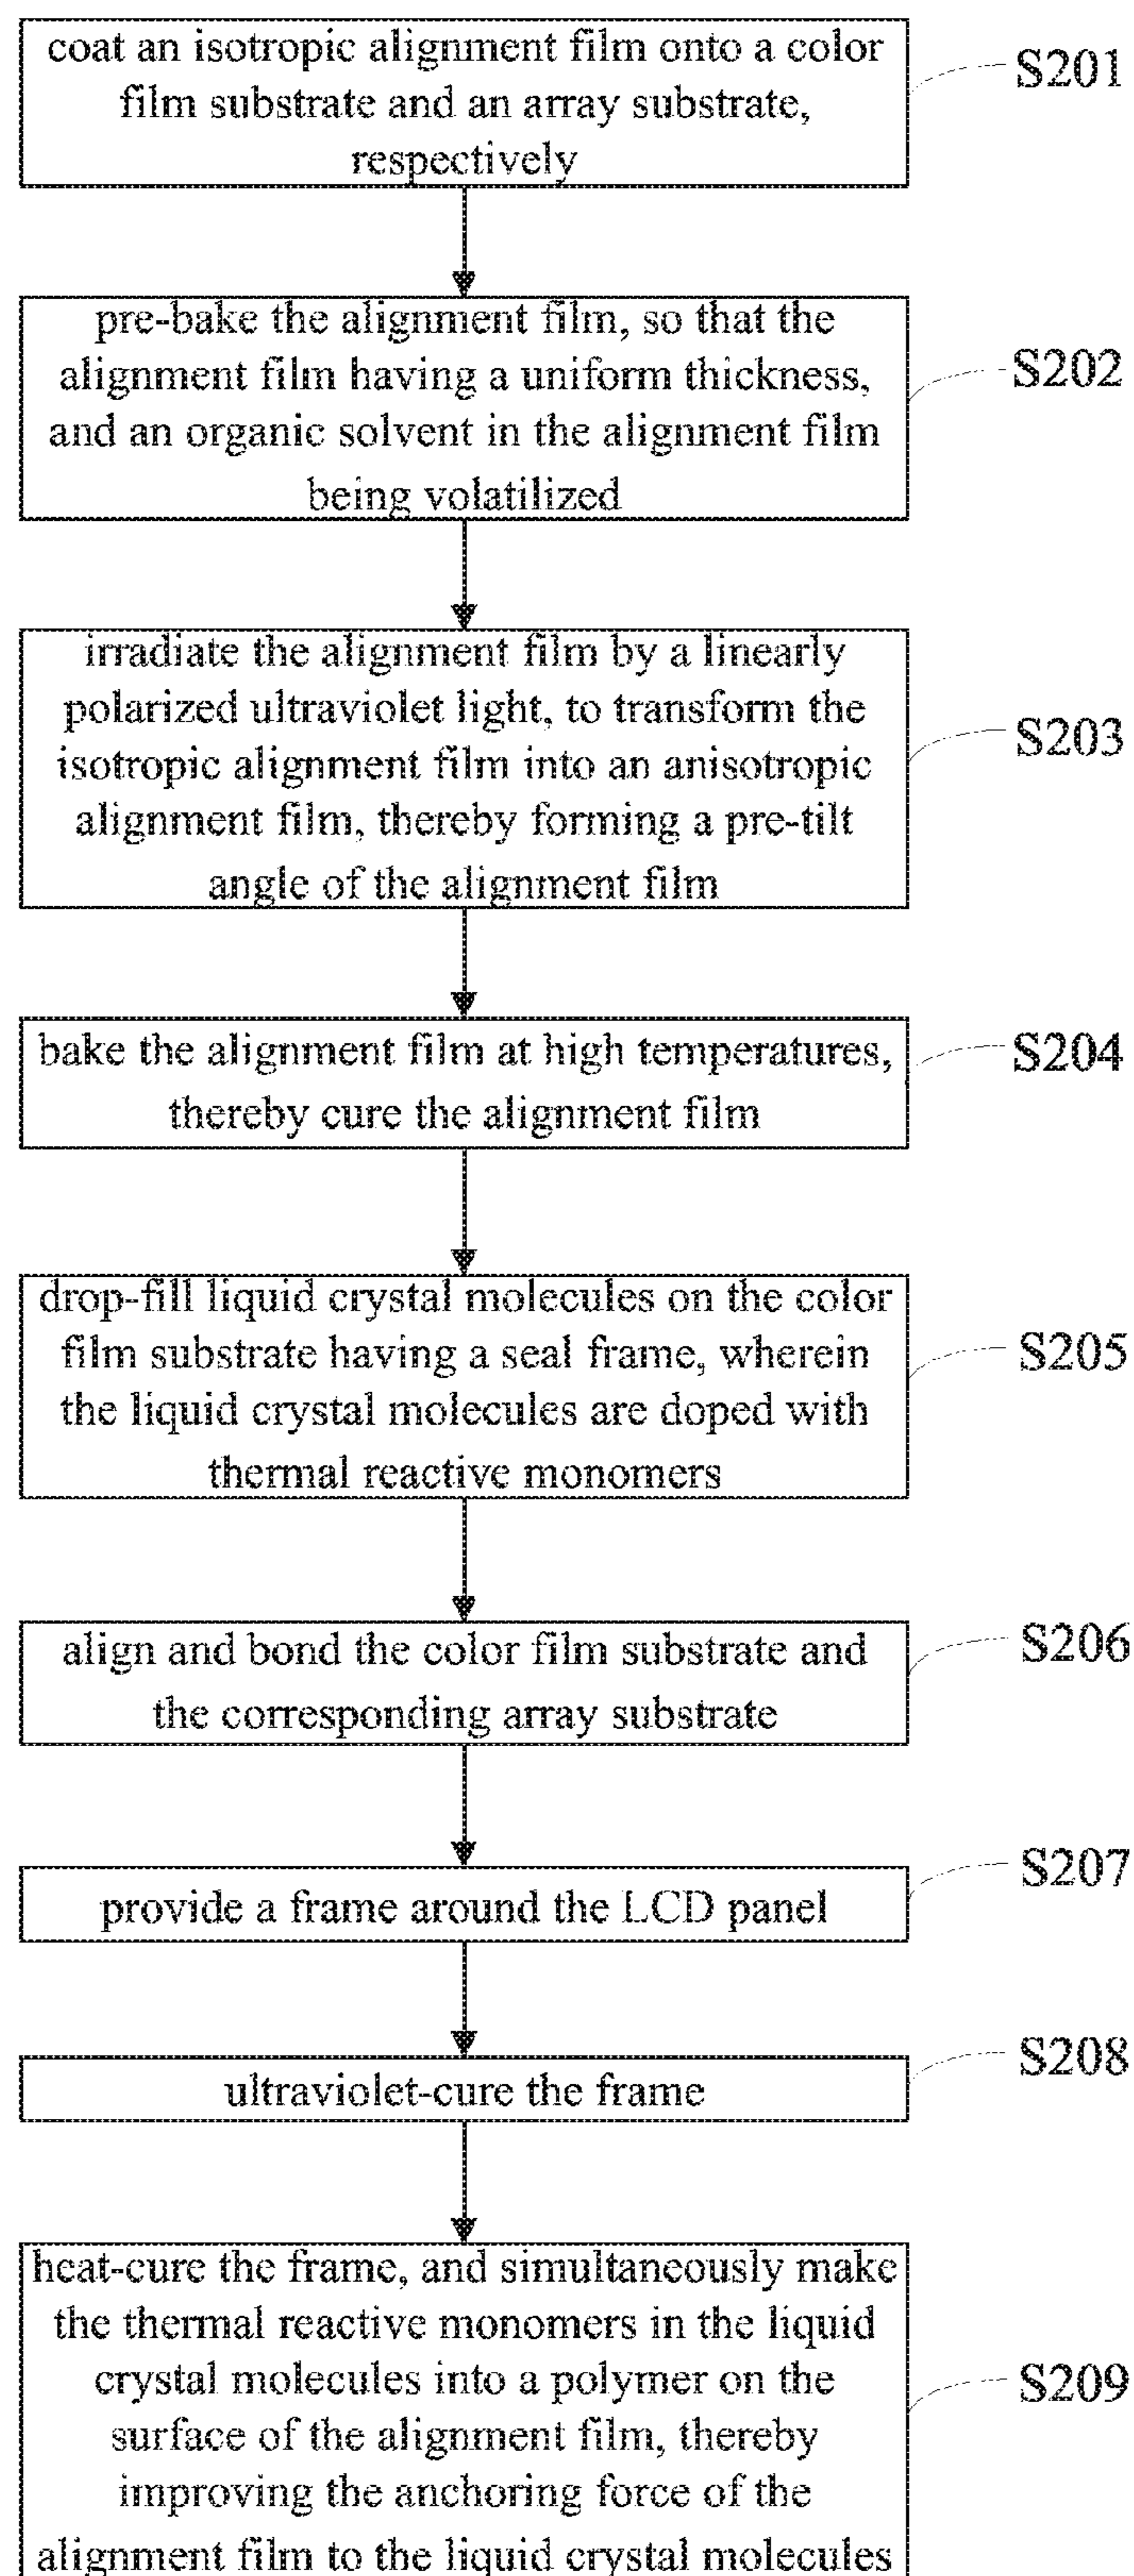 coat an isotropic alignment film onto a color
film substrate and an array substrate,
respectively
S201
pre-bake the alignment film, so that the
alignment film having a uniform thickness,
and an organic solvent in the alignment film
being volatilized
S202
irradiate the alignment film by a linearly
polarized ultraviolet light, to transform the
isotropic alignment film into an anisotropic
alignment film, thereby forming a pre-tilt
angle of the alignment film
S203
bake the alignment film at high temperatures,
thereby cure the alignment film
S204
drop-fill liquid crystal molecules on the color
film substrate having a seal frame, wherein
the liquid crystal molecules are doped with
thermal reactive monomers
S205
align and bond the color film substrate and
the corresponding array substrate
S206
provide a frame around the LCD panel
S207
ultraviolet-cure the frame
S208
heat-cure the frame, and simultaneously make
the thermal reactive monomers in the liquid
crystal molecules into a polymer on the
surface of the alignment film, thereby
improving the anchoring force of the
alignment film to the liquid crystal molecules
S209